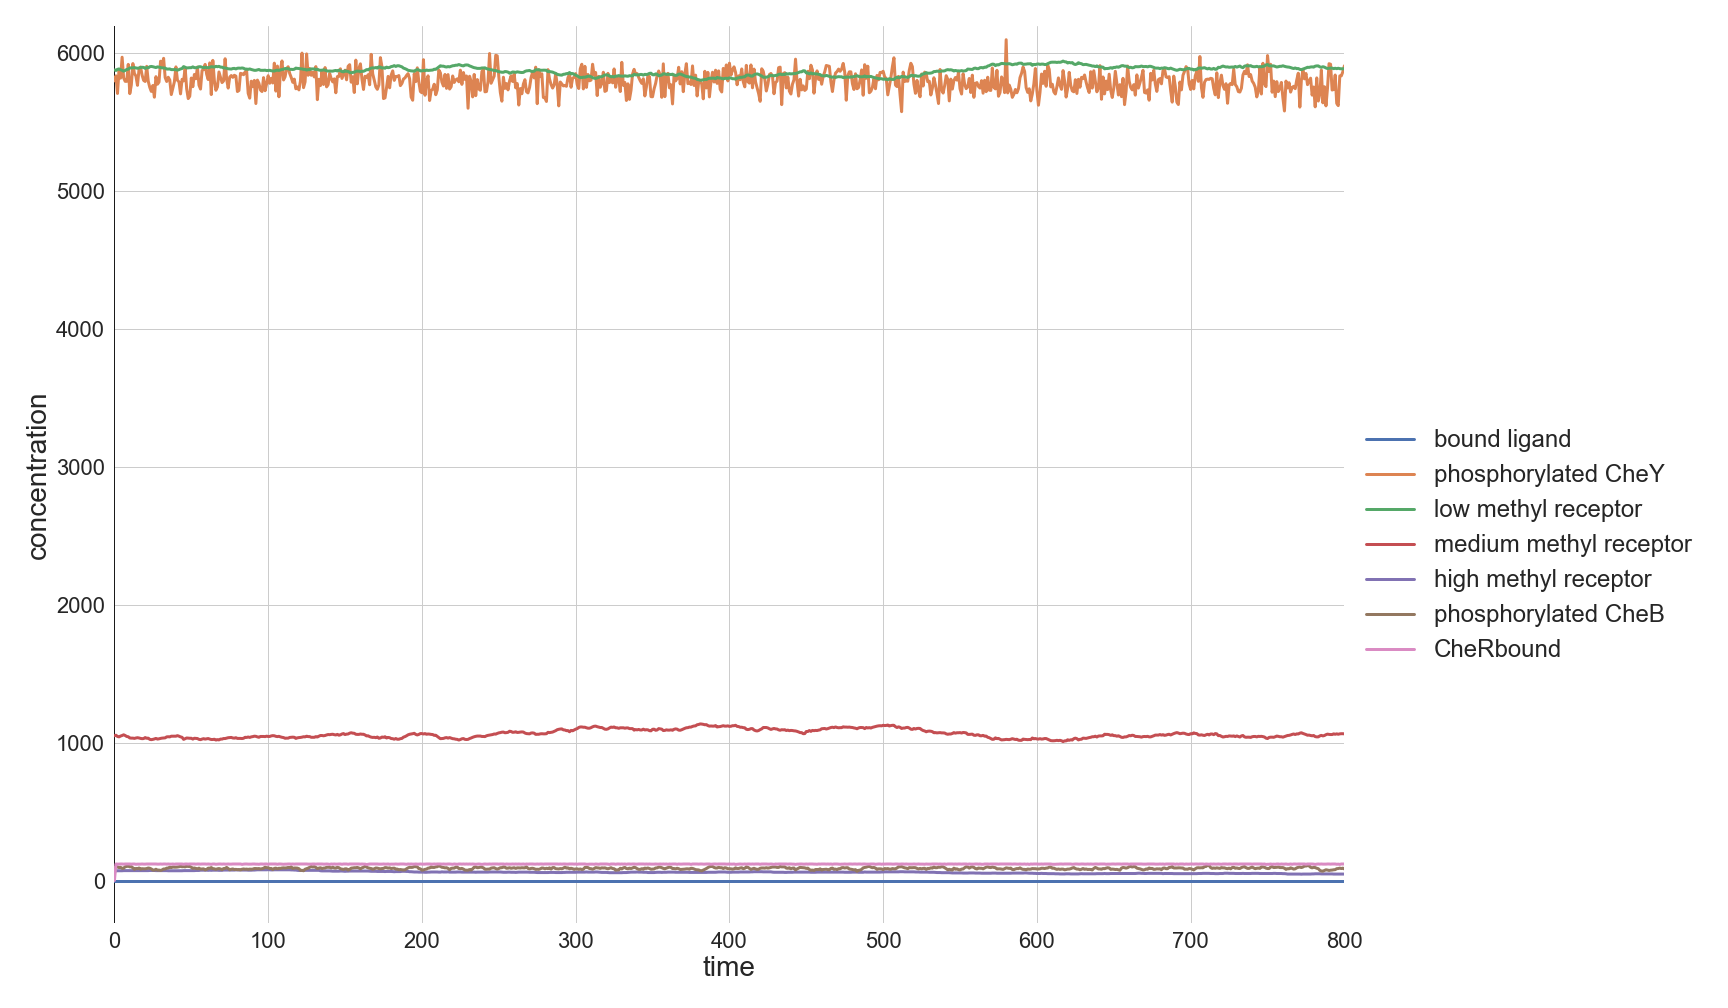 6000
5000
4000
3000
2000
1000
0
concentration
0 100 200 300 400 500 600 700 800
time
bound ligand
phosphorylated CheY
low methyl receptor
medium methyl receptor
high methyl receptor
phosphorylated CheB
CheRbound